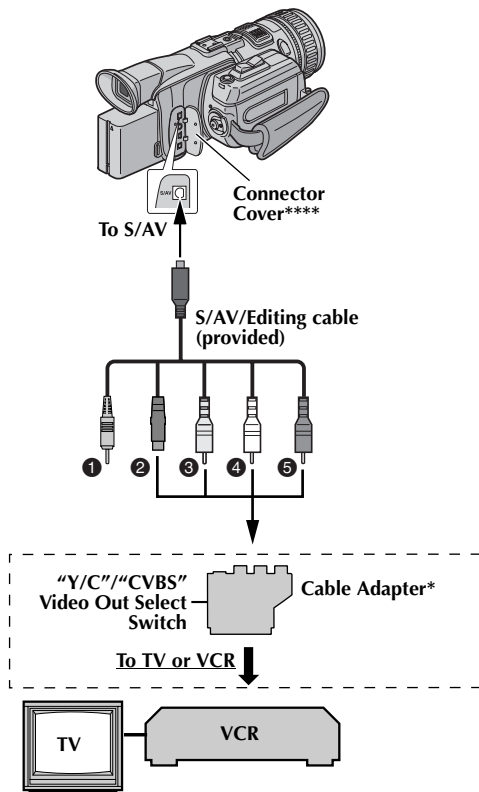 S/AV
Connector
Cover****
To S/AV
S/AV/Editing cable
(provided)
❶ ❷ ❸ ❹ ❺
“Y/C”/“CVBS”
Video Out Select
Switch
Cable Adapter*
To TV or VCR
TV
VCR